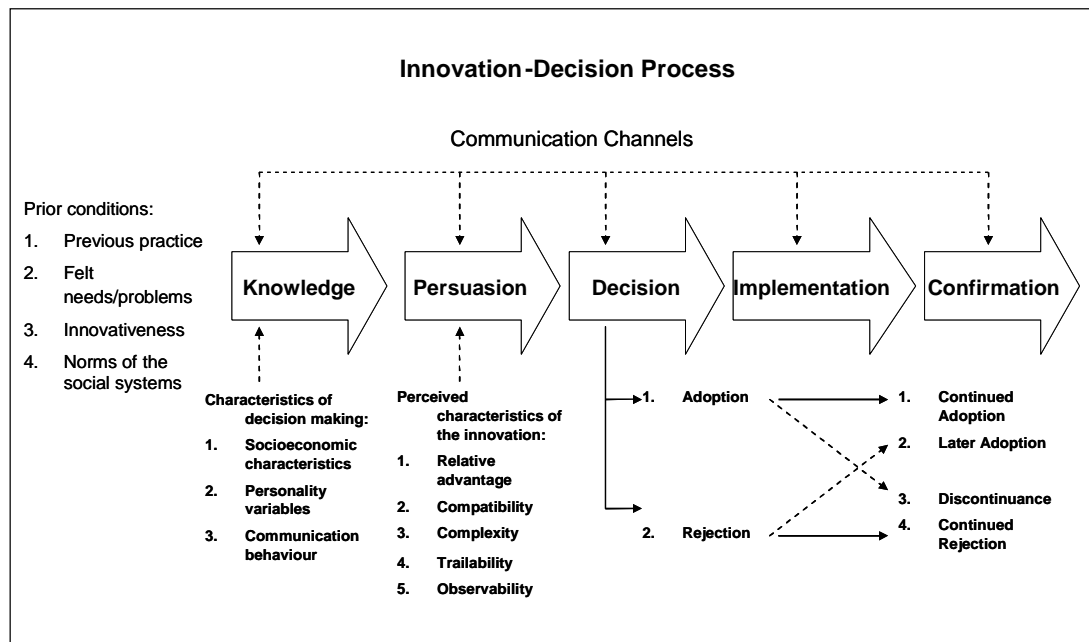 Innovation-Decision Process
Communication Channels
Prior conditions:
1. Previous practice
2. Felt
needs/problems
3. Innovativeness
4. Norms of the
social systems
Knowledge
Persuasion
Decision
Implementation
Confirmation
Characteristics of
decision making:
1. Socioeconomic
characteristics
2. Personality
variables
3. Communication
behaviour
Perceived
characteristics of
the innovation:
1. Relative
advantage
2. Compatibility
3. Complexity
4. Trailability
5. Observability
1. Adoption
2. Rejection
1. Continued
Adoption
2. Later Adoption
3. Discontinuance
4. Continued
Rejection